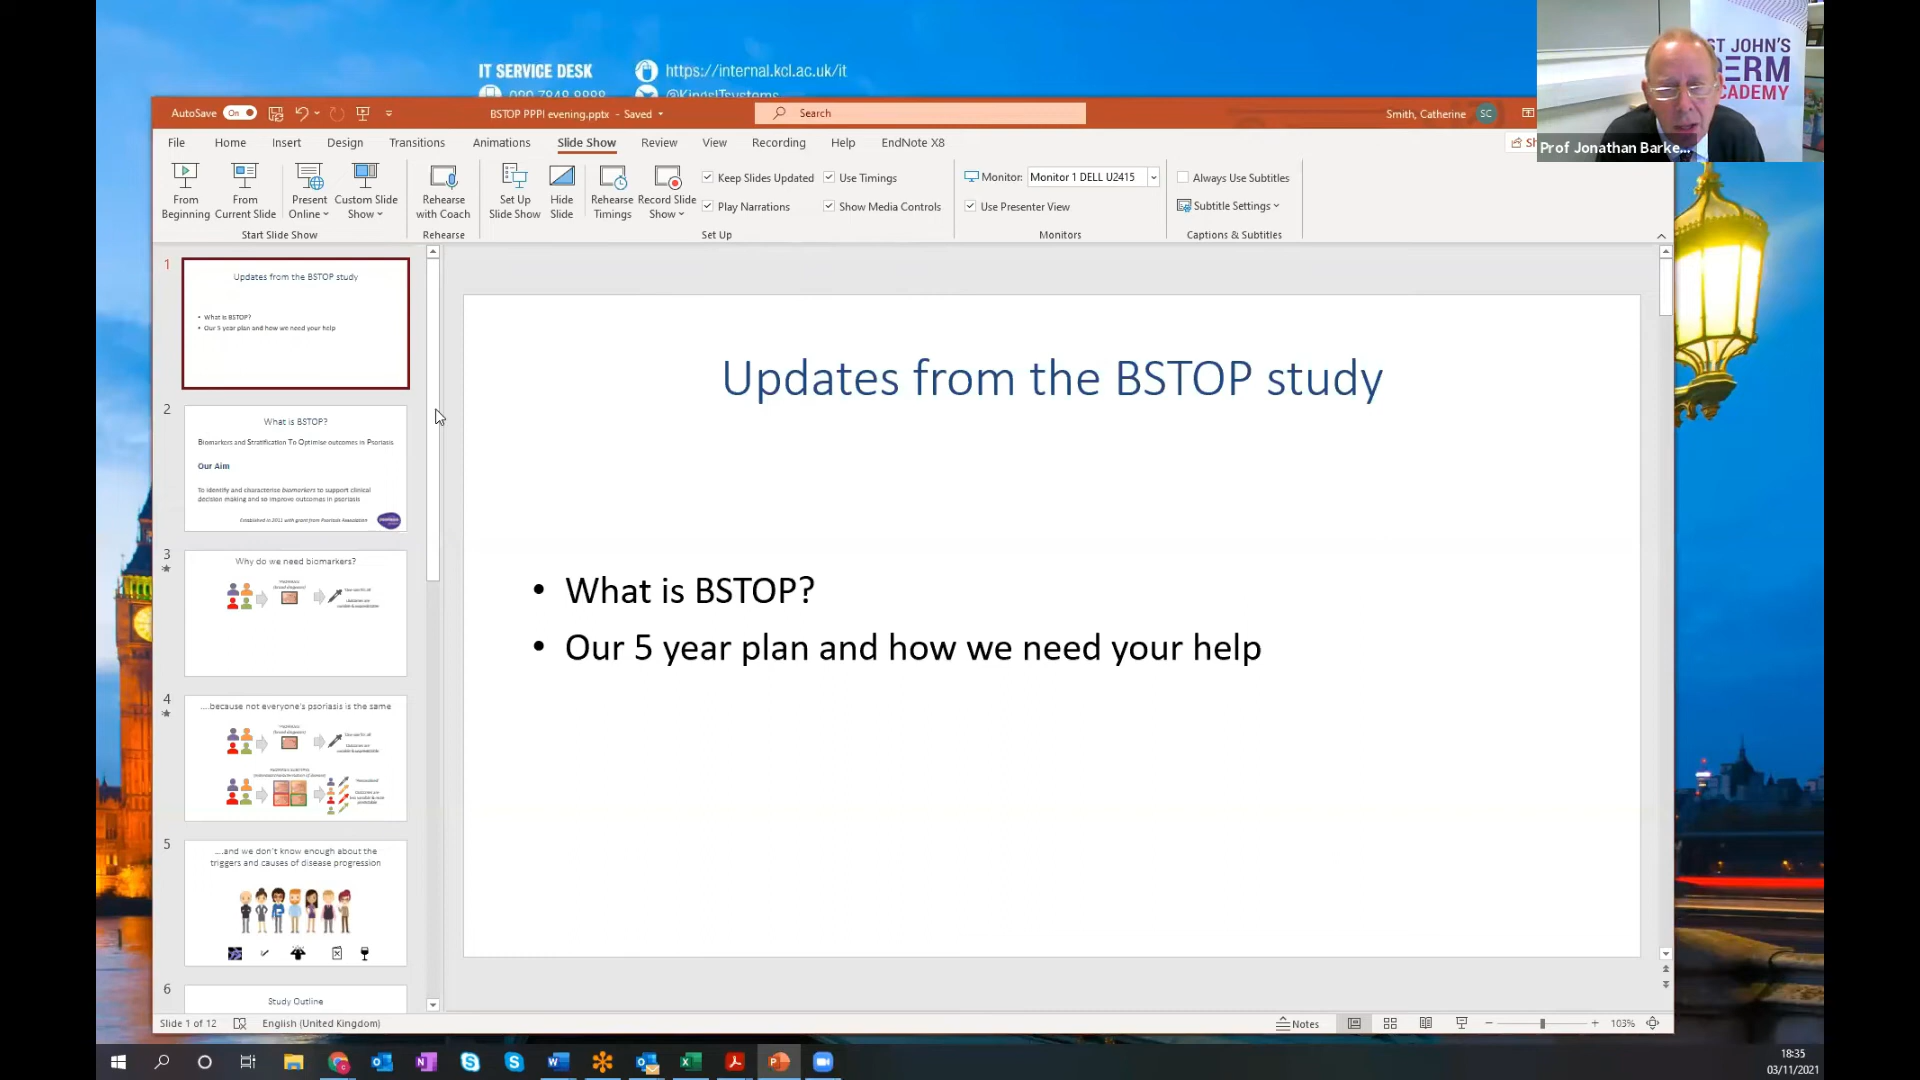 IT SERVICE DESK
https://internal.kcl.ac.uk/it
020 7848 8888
@KingsITsystems
ST JOHN'S
DERM
ACADEMY
Prof Jonathan Barke...
AutoSave On
BSTOP PPPI evening.pptx - Saved
Search
Smith, Catherine SC
File Home Insert Design Transitions Animations Slide Show Review View Recording Help EndNote X8
From Beginning
From Current Slide
Present Online
Custom Slide Show
Start Slide Show
Rehearse with Coach
Rehearse
Set Up Slide Show
Hide Slide
Rehearse Timings
Record Slide Show
Keep Slides Updated
Use Timings
Play Narrations
Show Media Controls
Set Up
Monitor: Monitor 1 DELL U2415
Use Presenter View
Monitors
Always Use Subtitles
Subtitle Settings
Captions & Subtitles
1
Updates from the BSTOP study
• What is BSTOP?
• Our 5 year plan and how we need your help
2
What is BSTOP?
Biomarkers and Stratification To Optimise outcomes in Psoriasis
Our Aim
To identify and characterise biomarkers to support clinical
decision making and so improve outcomes in psoriasis
Established in 2011 with grant from Psoriasis Association
3
Why do we need biomarkers?
4
....because not everyone's psoriasis is the same
5
....and we don't know enough about the
triggers and causes of disease progression
6
Study Outline
Updates from the BSTOP study
• What is BSTOP?
• Our 5 year plan and how we need your help
Slide 1 of 12
English (United Kingdom)
Notes
103%
18:35
03/11/2021